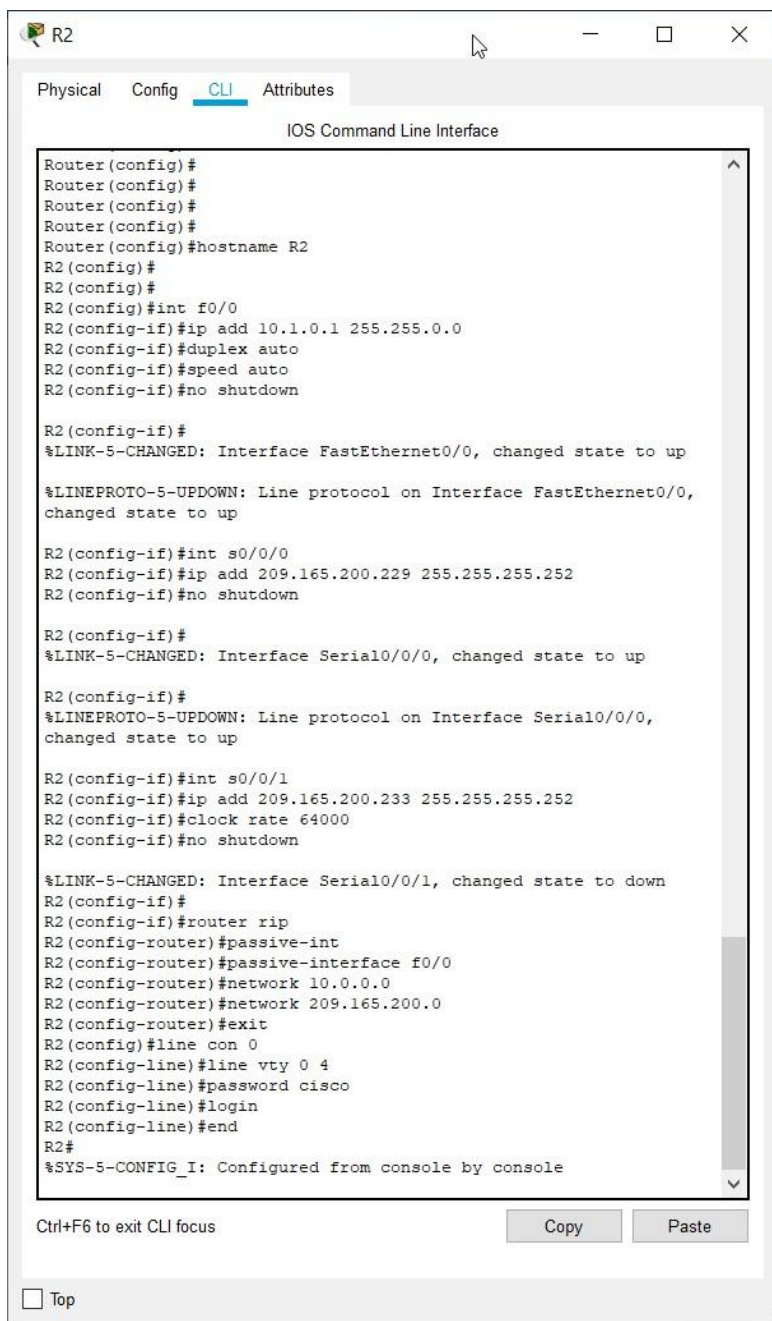 R2
Physical Config CLI Attributes
IOS Command Line Interface
Router(config)#
Router(config)#
Router(config)#
Router(config)#
Router(config)#hostname R2
R2(config)#
R2(config)#
R2(config)#int f0/0
R2(config-if)#ip add 10.1.0.1 255.255.0.0
R2(config-if)#duplex auto
R2(config-if)#speed auto
R2(config-if)#no shutdown
R2(config-if)#
%LINK-5-CHANGED: Interface FastEthernet0/0, changed state to up
%LINEPROTO-5-UPDOWN: Line protocol on Interface FastEthernet0/0,
changed state to up
R2(config-if)#int s0/0/0
R2(config-if)#ip add 209.165.200.229 255.255.255.252
R2(config-if)#no shutdown
R2(config-if)#
%LINK-5-CHANGED: Interface Serial0/0/0, changed state to up
R2(config-if)#
%LINEPROTO-5-UPDOWN: Line protocol on Interface Serial0/0/0,
changed state to up
R2(config-if)#int s0/0/1
R2(config-if)#ip add 209.165.200.233 255.255.255.252
R2(config-if)#clock rate 64000
R2(config-if)#no shutdown
%LINK-5-CHANGED: Interface Serial0/0/1, changed state to down
R2(config-if)#
R2(config-if)#router rip
R2(config-router)#passive-int
R2(config-router)#passive-interface f0/0
R2(config-router)#network 10.0.0.0
R2(config-router)#network 209.165.200.0
R2(config-router)#exit
R2(config)#line con 0
R2(config-line)#line vty 0 4
R2(config-line)#password cisco
R2(config-line)#login
R2(config-line)#end
R2#
%SYS-5-CONFIG_I: Configured from console by console
Ctrl+F6 to exit CLI focus
Copy Paste
Top